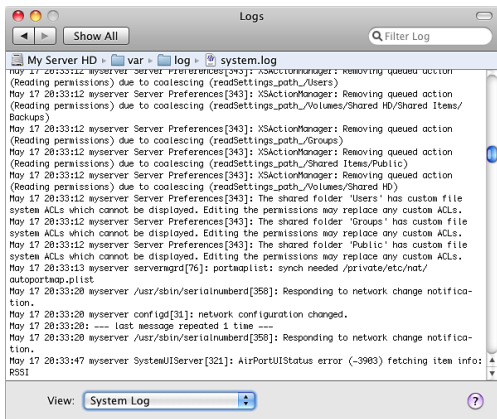 Logs
Show All
Filter Log
My Server HD ▸ var ▸ log ▸ system.log
May 17 20:33:12 myserver Server Preferences[343]: XSActionManager: Removing queued action
(Reading permissions) due to coalescing (readSettings_path_/Users)
May 17 20:33:12 myserver Server Preferences[343]: XSActionManager: Removing queued action
(Reading permissions) due to coalescing (readSettings_path_/Volumes/Shared HD/Shared Items/
Backups)
May 17 20:33:12 myserver Server Preferences[343]: XSActionManager: Removing queued action
(Reading permissions) due to coalescing (readSettings_path_/Groups)
May 17 20:33:12 myserver Server Preferences[343]: XSActionManager: Removing queued action
(Reading permissions) due to coalescing (readSettings_path_/Shared Items/Public)
May 17 20:33:12 myserver Server Preferences[343]: XSActionManager: Removing queued action
(Reading permissions) due to coalescing (readSettings_path_/Volumes/Shared HD)
May 17 20:33:12 myserver Server Preferences[343]: The shared folder 'Users' has custom file
system ACLs which cannot be displayed. Editing the permissions may replace any custom ACLs.
May 17 20:33:12 myserver Server Preferences[343]: The shared folder 'Groups' has custom file
system ACLs which cannot be displayed. Editing the permissions may replace any custom ACLs.
May 17 20:33:12 myserver Server Preferences[343]: The shared folder 'Public' has custom file
system ACLs which cannot be displayed. Editing the permissions may replace any custom ACLs.
May 17 20:33:13 myserver servermgrd[76]: portmaplist: synch needed /private/etc/nat/
autoportmap.plist
May 17 20:33:20 myserver /usr/sbin/serialnumberd[358]: Responding to network change notifica-
tion.
May 17 20:33:20 myserver configd[31]: network configuration changed.
May 17 20:33:20: --- last message repeated 1 time ---
May 17 20:33:20 myserver /usr/sbin/serialnumberd[358]: Responding to network change notifica-
tion.
May 17 20:33:47 myserver SystemUIServer[321]: AirPortUIStatus error (-3903) fetching item info:
RSSI
View: System Log
?